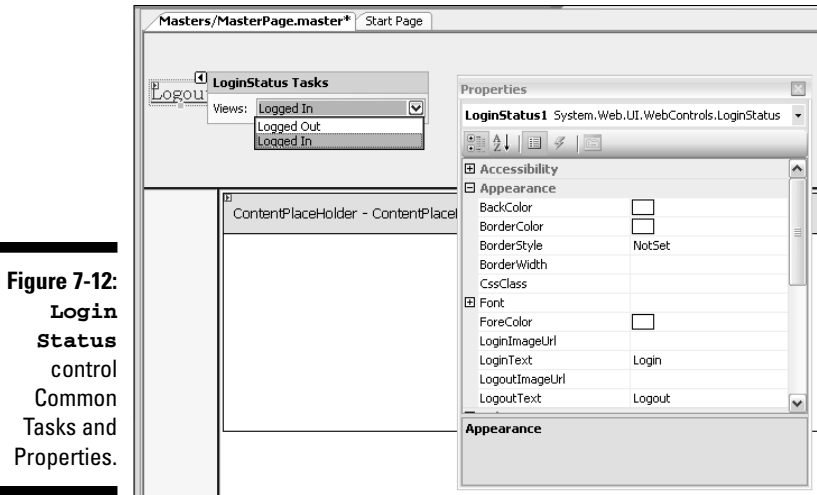 Masters/MasterPage.master* Start Page
Logout
LoginStatus Tasks
Views: Logged In
Logged Out
Logged In
ContentPlaceHolder - ContentPlacel
Properties
LoginStatus1 System.Web.UI.WebControls.LoginStatus
Accessibility
Appearance
BackColor
BorderColor
BorderStyle NotSet
BorderWidth
CssClass
Font
ForeColor
LoginImageUrl
LoginText Login
LogoutImageUrl
LogoutText Logout
Appearance
Figure 7-12:
Login
Status
control
Common
Tasks and
Properties.